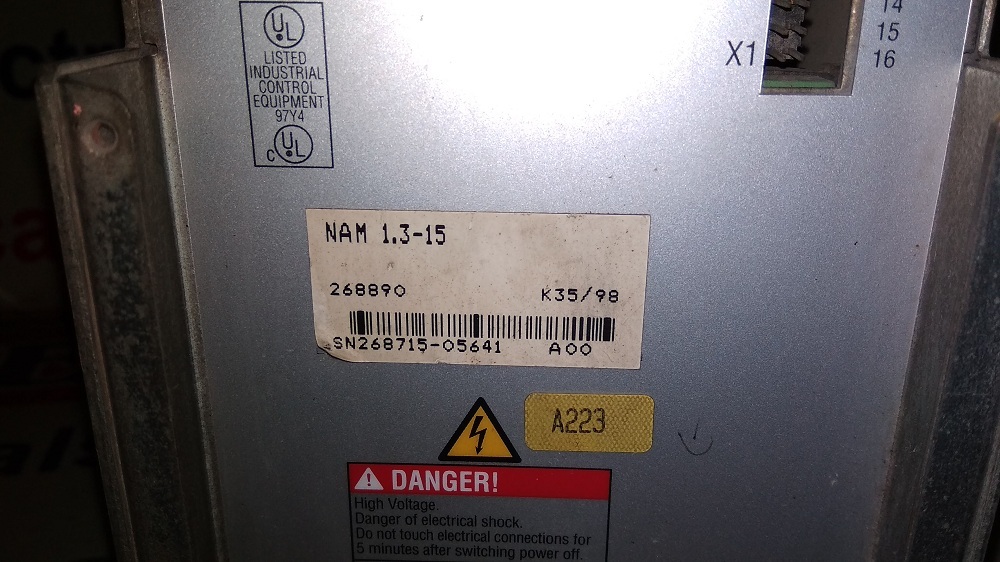 14
X1 15
16
UL
LISTED
INDUSTRIAL
CONTROL
EQUIPMENT
97Y4
C UL
NAM 1.3-15
268890 K35/98
SN268715-05641 A00
A223
DANGER!
High Voltage.
Danger of electrical shock.
Do not touch electrical connections for
5 minutes after switching power off.